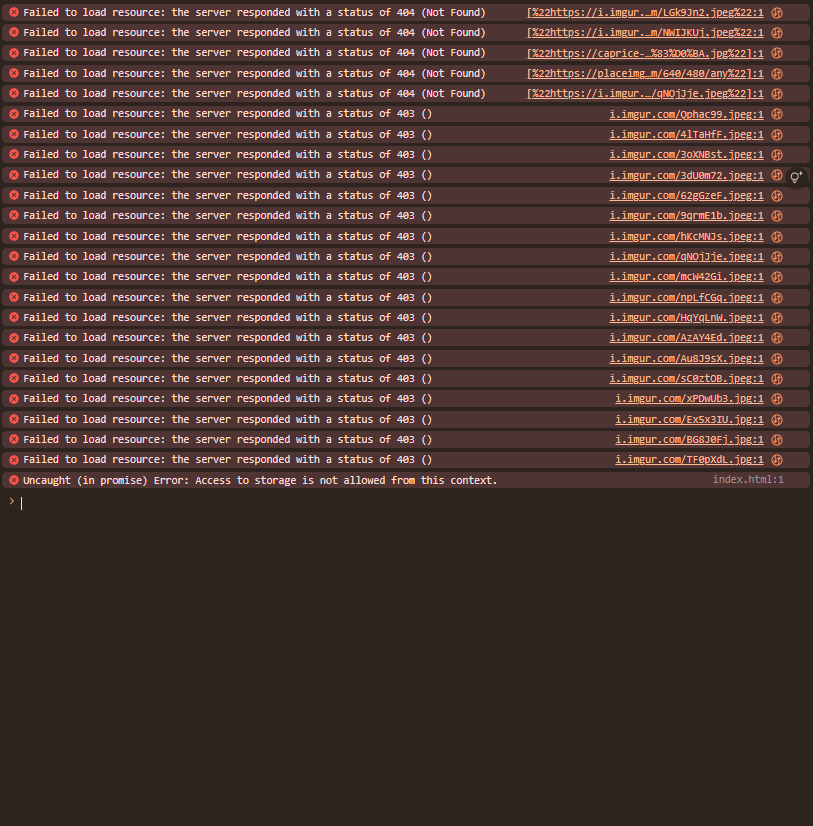 Failed to load resource: the server responded with a status of 404 (Not Found) [%22https://i.imgur.…m/LGk9Jn2.jpeg%22:1
Failed to load resource: the server responded with a status of 404 (Not Found) [%22https://i.imgur.…m/NWIJKUj.jpeg%22:1
Failed to load resource: the server responded with a status of 404 (Not Found) [%22https://caprice-…%83%D0%BA.jpg%22]:1
Failed to load resource: the server responded with a status of 404 (Not Found) [%22https://placeimg…m/640/480/any%22]:1
Failed to load resource: the server responded with a status of 404 (Not Found) [%22https://i.imgur.…/qNOjJje.jpeg%22]:1
Failed to load resource: the server responded with a status of 403 () i.imgur.com/Qphac99.jpeg:1
Failed to load resource: the server responded with a status of 403 () i.imgur.com/4lTaHfF.jpeg:1
Failed to load resource: the server responded with a status of 403 () i.imgur.com/3oXNBst.jpeg:1
Failed to load resource: the server responded with a status of 403 () i.imgur.com/3dU0m72.jpeg:1
Failed to load resource: the server responded with a status of 403 () i.imgur.com/62gGzeF.jpeg:1
Failed to load resource: the server responded with a status of 403 () i.imgur.com/9qrmE1b.jpeg:1
Failed to load resource: the server responded with a status of 403 () i.imgur.com/hKcMNJs.jpeg:1
Failed to load resource: the server responded with a status of 403 () i.imgur.com/qNOjJje.jpeg:1
Failed to load resource: the server responded with a status of 403 () i.imgur.com/mcW42Gi.jpeg:1
Failed to load resource: the server responded with a status of 403 () i.imgur.com/npLfCGq.jpeg:1
Failed to load resource: the server responded with a status of 403 () i.imgur.com/HqYqLnW.jpeg:1
Failed to load resource: the server responded with a status of 403 () i.imgur.com/AzAY4Ed.jpeg:1
Failed to load resource: the server responded with a status of 403 () i.imgur.com/Au8J9sX.jpeg:1
Failed to load resource: the server responded with a status of 403 () i.imgur.com/sC0ztOB.jpeg:1
Failed to load resource: the server responded with a status of 403 () i.imgur.com/xPDwUb3.jpg:1
Failed to load resource: the server responded with a status of 403 () i.imgur.com/Ex5x3IU.jpg:1
Failed to load resource: the server responded with a status of 403 () i.imgur.com/BG8J0Fj.jpg:1
Failed to load resource: the server responded with a status of 403 () i.imgur.com/TF0pXdL.jpg:1
Uncaught (in promise) Error: Access to storage is not allowed from this context. index.html:1